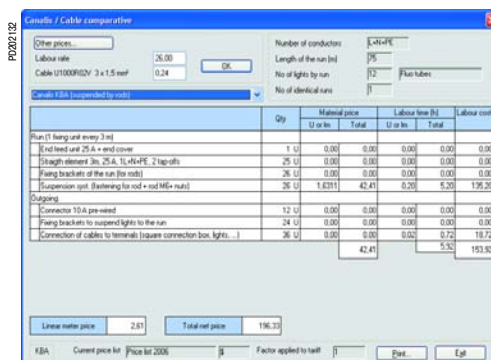 PD202132
Canalis / Cable comparative
Other prices...
Labour rate 26,00
Cable U1000R02V 3 x 1,5 mm² 0,24
OK
Number of conductors L+N+PE
Length of the run (m) 75
No of lights by run 12 Fluo tubes
No of identical runs 1
Canalis KBA (suspended by rods)
Qty Material price Labour time (h) Labour cost
U or lm Total U or lm Total
Run (1 fixing unit every 3 m)
End feed unit 25 A + end cover 1 U 0,00 0,00 0,00 0,00 0,00
Straigth element 3m, 25 A, 1L+N+PE, 2 tap-offs 25 U 0,00 0,00 0,00 0,00 0,00
Fixing brackets of the run (for rods) 26 U 0,00 0,00 0,00 0,00 0,00
Suspension syst. (fastening for rod + rod M6+ nuts) 26 U 1,6311 42,41 0,20 5,20 135,20
Outgoing
Connector 10 A pre-wired 12 U 0,00 0,00 0,00 0,00 0,00
Fixing brackets to suspend lights to the run 24 U 0,00 0,00 0,00 0,00 0,00
Connection of cables to terminals (square connection box, lights, ...) 36 U 0,00 0,00 0,02 0,72 18,72
42,41 5,92 153,92
Linear meter price 2,61 Total net price 196,33
KBA Current price list Price list 2006 $ Factor applied to tariff 1 Print... Exit